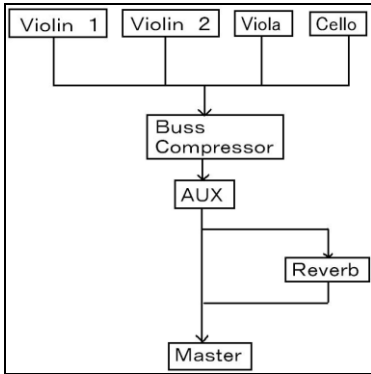 Violin 1
Violin 2
Viola
Cello
Buss
Compressor
AUX
Reverb
Master